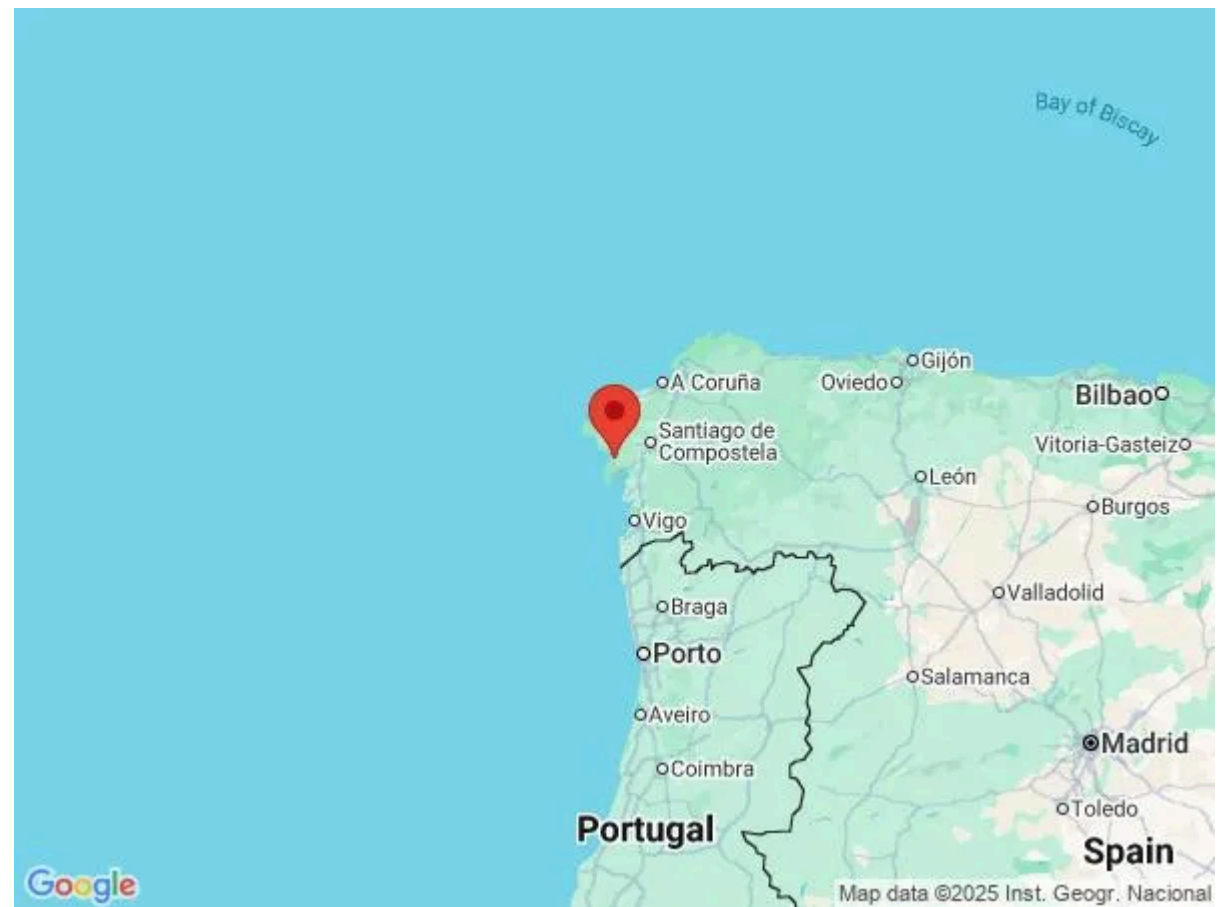 Bay of Biscay
Gijón
A Coruña
Oviedo
Bilbao
Santiago de
Compostela
Vitoria-Gasteiz
León
Burgos
Vigo
Valladolid
Braga
Porto
Salamanca
Aveiro
Madrid
Coimbra
Toledo
Portugal
Spain
Google
Map data ©2025 Inst. Geogr. Nacional